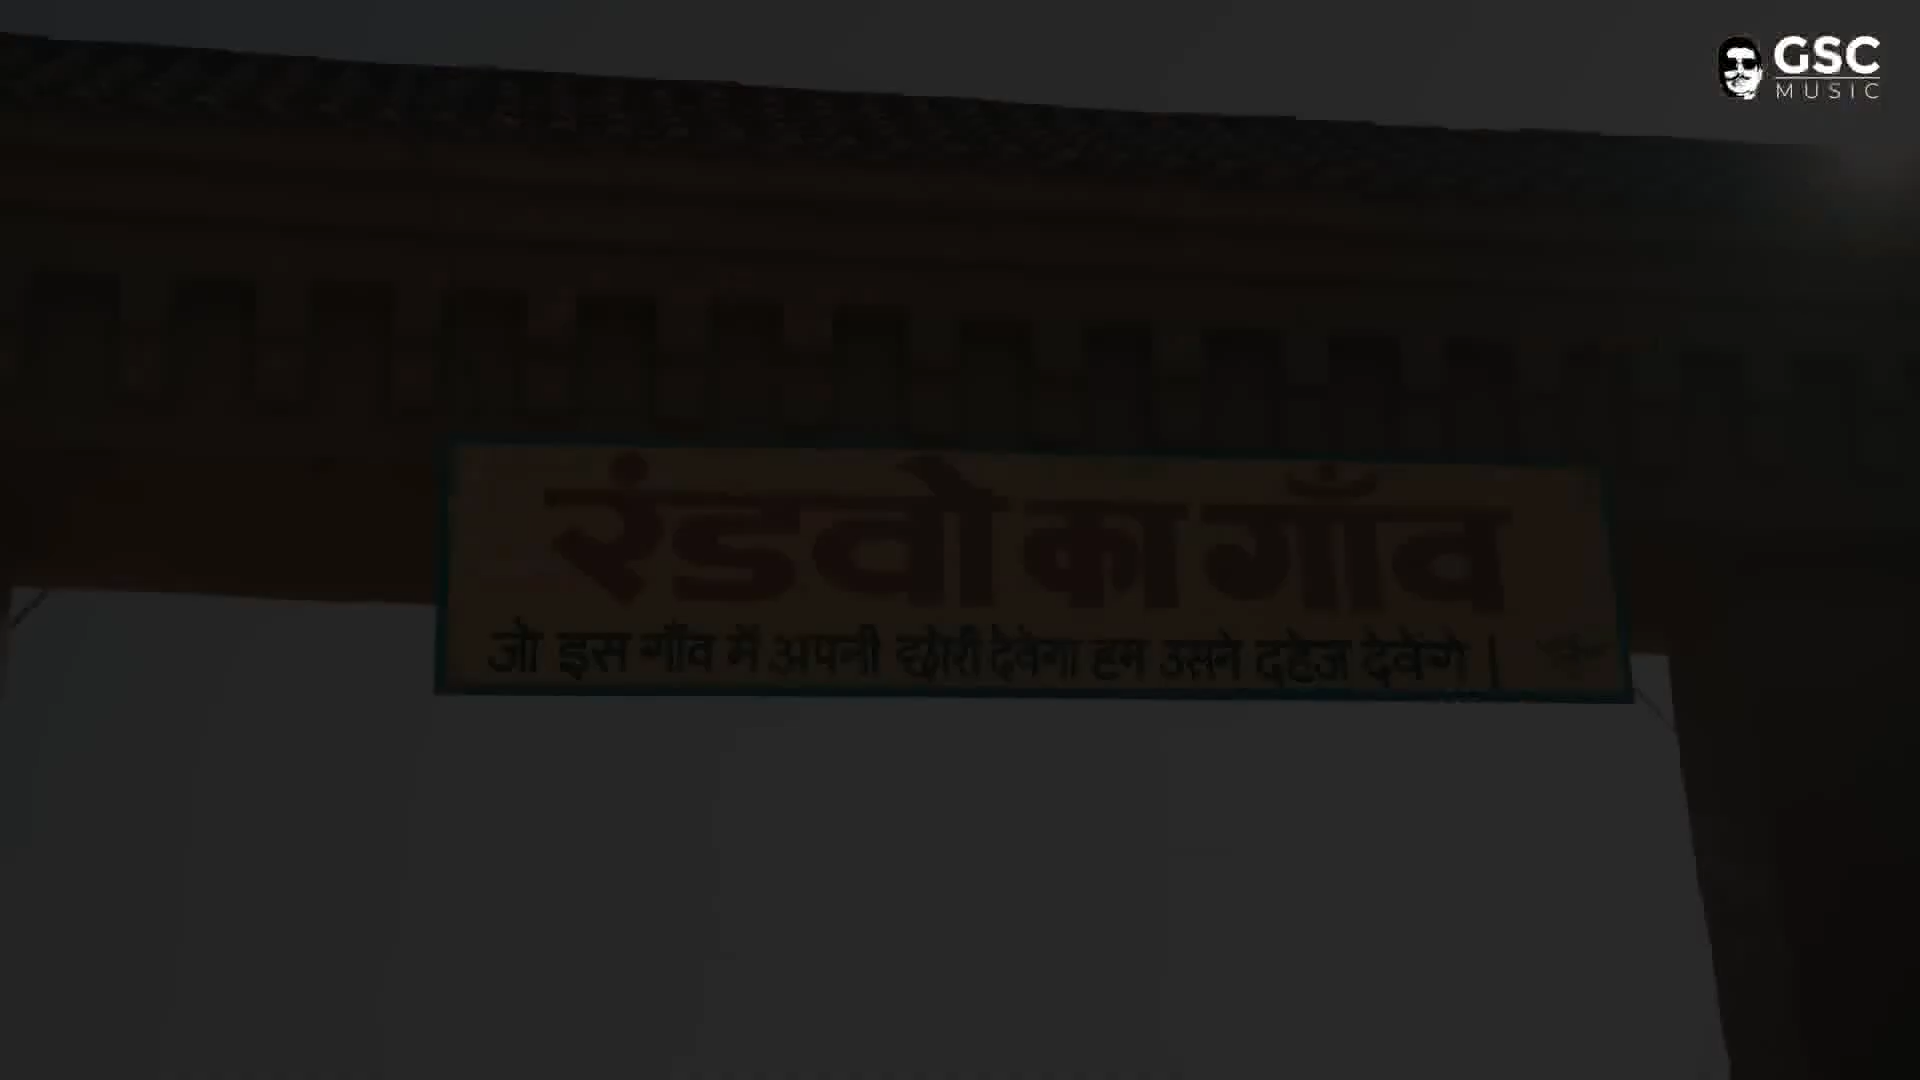 GSC
MUSIC
रंडवो का गाँव
जो इस गाँव में अपनी छोरी देवेगा हम उसने दहेज देवेंगे |